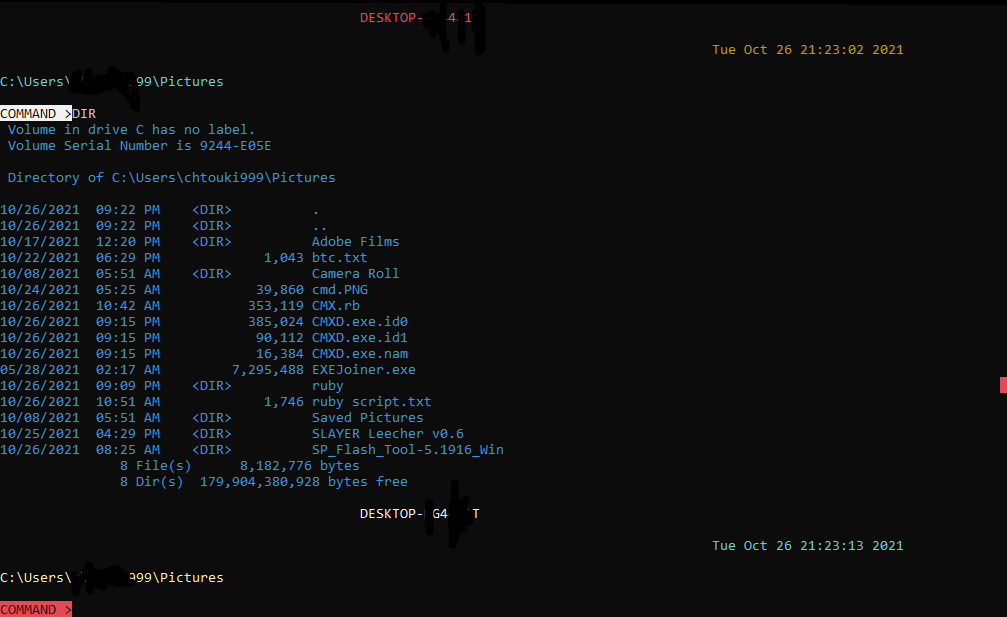 DESKTOP-
Tue Oct 26 21:23:02 2021
C:\Users\ 99\Pictures
COMMAND >DIR
Volume in drive C has no label.
Volume Serial Number is 9244-E05E
Directory of C:\Users\chtouki999\Pictures
10/26/2021 09:22 PM <DIR> .
10/26/2021 09:22 PM <DIR> ..
10/17/2021 12:20 PM <DIR> Adobe Films
10/22/2021 06:29 PM 1,043 btc.txt
10/08/2021 05:51 AM <DIR> Camera Roll
10/24/2021 05:25 AM 39,860 cmd.PNG
10/26/2021 10:42 AM 353,119 CMX.rb
10/26/2021 09:15 PM 385,024 CMXD.exe.id0
10/26/2021 09:15 PM 90,112 CMXD.exe.id1
10/26/2021 09:15 PM 16,384 CMXD.exe.nam
05/28/2021 02:17 AM 7,295,488 EXEJoiner.exe
10/26/2021 09:09 PM <DIR> ruby
10/26/2021 10:51 AM 1,746 ruby script.txt
10/08/2021 05:51 AM <DIR> Saved Pictures
10/25/2021 04:29 PM <DIR> SLAYER Leecher v0.6
10/26/2021 08:25 AM <DIR> SP_Flash_Tool-5.1916_Win
8 File(s) 8,182,776 bytes
8 Dir(s) 179,904,380,928 bytes free
DESKTOP-
Tue Oct 26 21:23:13 2021
C:\Users\ 999\Pictures
COMMAND >